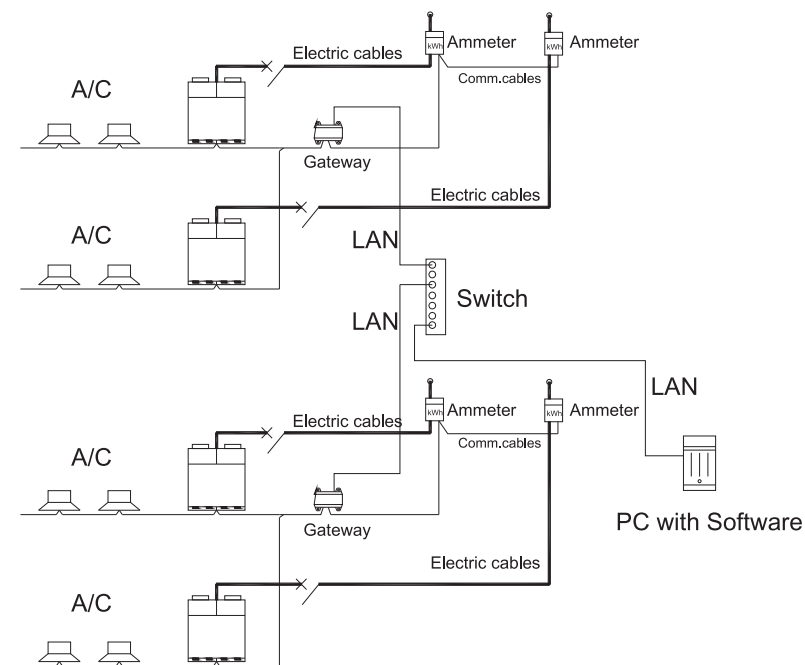 Electric cables
kWh
Ammeter
kWh
Ammeter
Comm.cables
A/C
Gateway
Electric cables
A/C
LAN
Switch
LAN
LAN
Electric cables
kWh
Ammeter
kWh
Ammeter
Comm.cables
A/C
Gateway
PC with Software
Electric cables
A/C